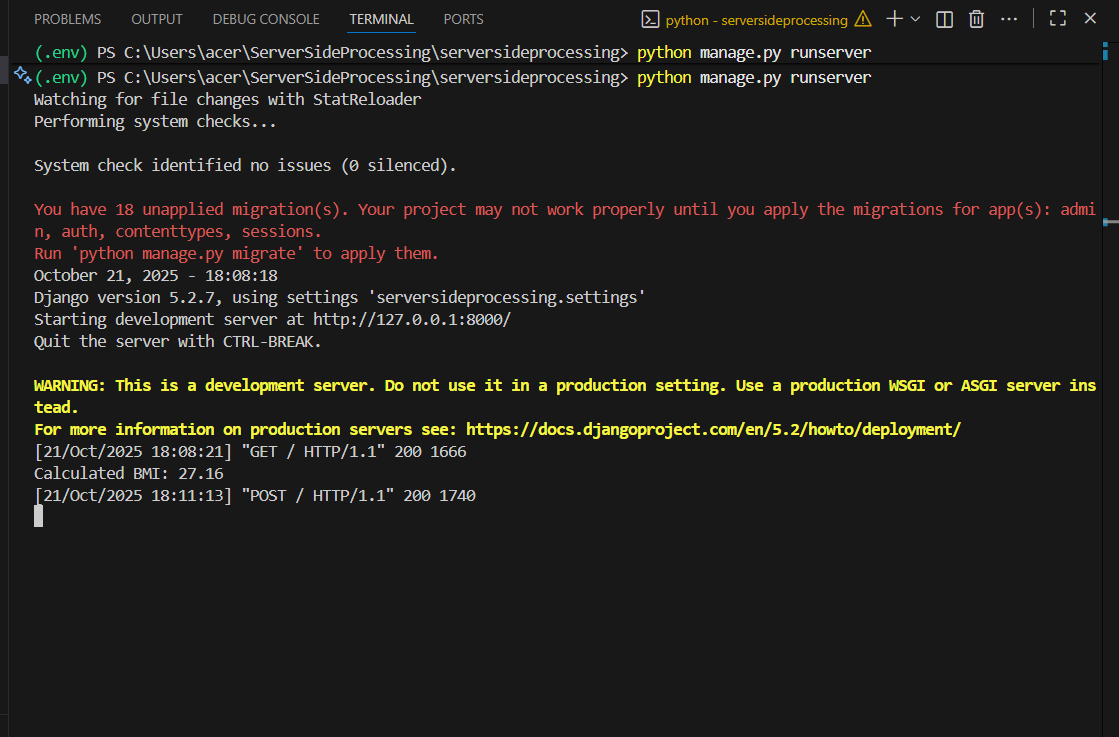 PROBLEMS OUTPUT DEBUG CONSOLE TERMINAL PORTS python - serversideprocessing
(.env) PS C:\Users\acer\ServerSideProcessing\serversideprocessing> python manage.py runserver
(.env) PS C:\Users\acer\ServerSideProcessing\serversideprocessing> python manage.py runserver
Watching for file changes with StatReloader
Performing system checks...
System check identified no issues (0 silenced).
You have 18 unapplied migration(s). Your project may not work properly until you apply the migrations for app(s): admi
n, auth, contenttypes, sessions.
Run 'python manage.py migrate' to apply them.
October 21, 2025 - 18:08:18
Django version 5.2.7, using settings 'serversideprocessing.settings'
Starting development server at http://127.0.0.1:8000/
Quit the server with CTRL-BREAK.
WARNING: This is a development server. Do not use it in a production setting. Use a production WSGI or ASGI server ins
tead.
For more information on production servers see: https://docs.djangoproject.com/en/5.2/howto/deployment/
[21/Oct/2025 18:08:21] "GET / HTTP/1.1" 200 1666
Calculated BMI: 27.16
[21/Oct/2025 18:11:13] "POST / HTTP/1.1" 200 1740